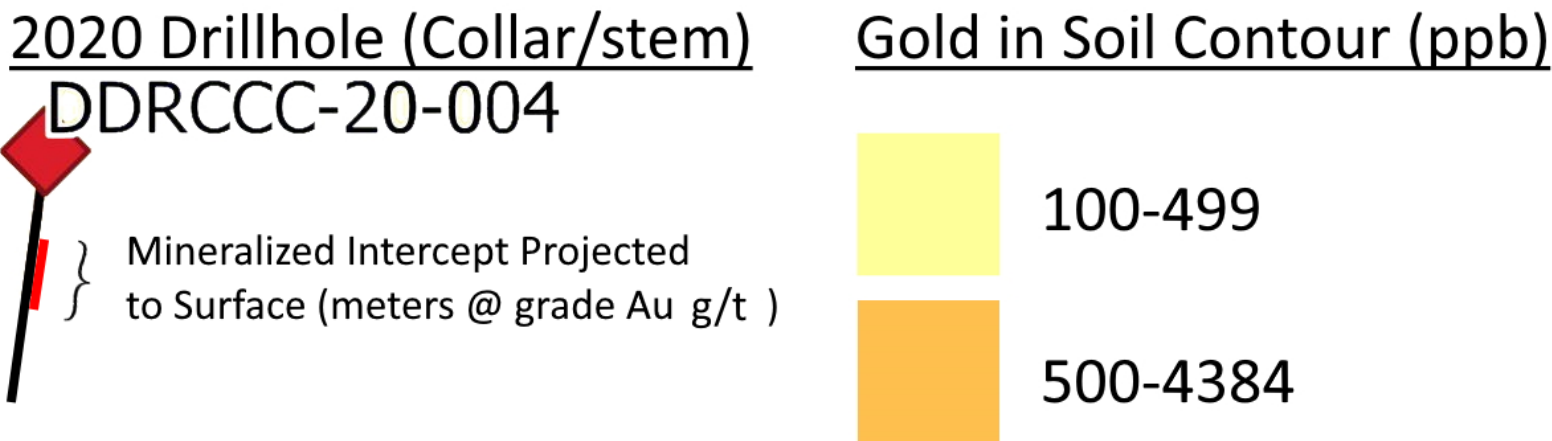 2020 Drillhole (Collar/stem)
DDRCCC-20-004
Mineralized Intercept Projected
to Surface (meters @ grade Au g/t )
Gold in Soil Contour (ppb)
100-499
500-4384